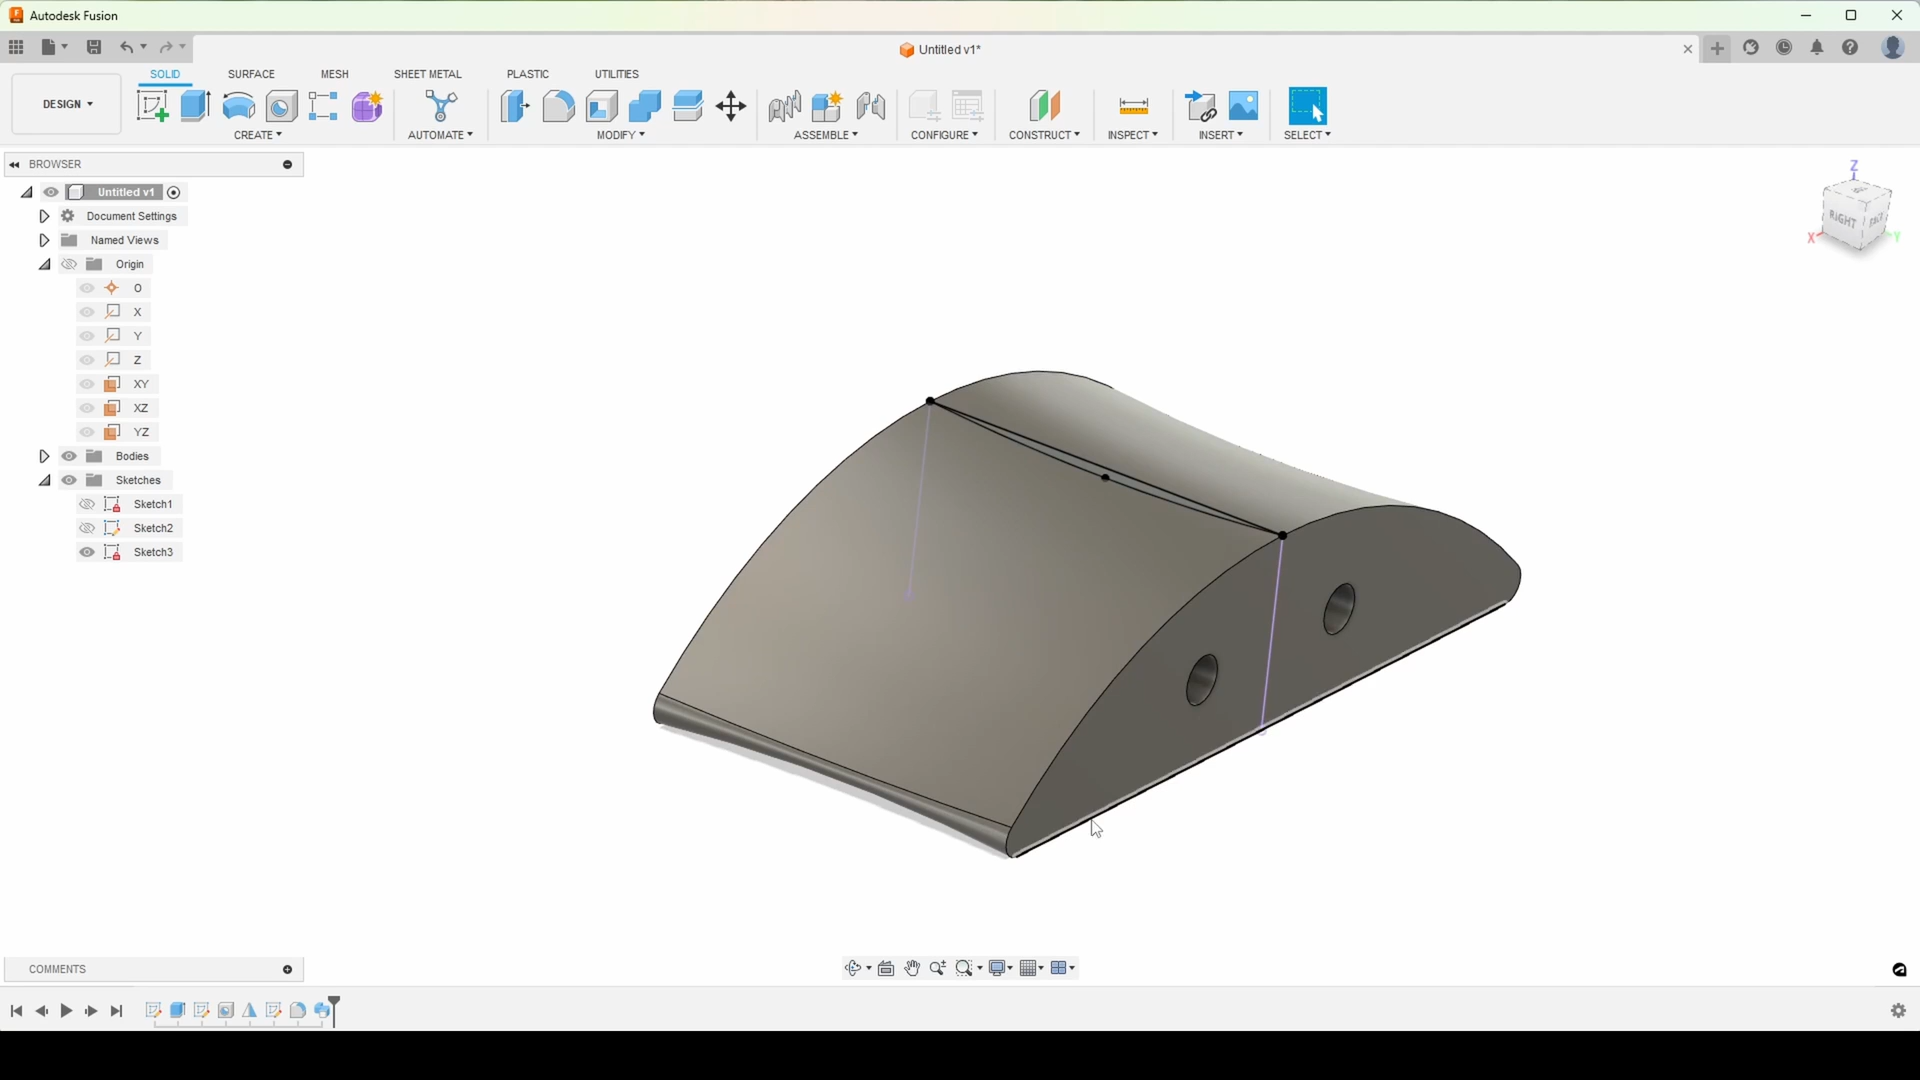 Autodesk Fusion
Untitled v1*
SOLID SURFACE MESH SHEET METAL PLASTIC UTILITIES
DESIGN
CREATE AUTOMATE MODIFY ASSEMBLE CONFIGURE CONSTRUCT INSPECT INSERT SELECT
BROWSER
Untitled v1
Document Settings
Named Views
Origin
O
X
Y
Z
XY
XZ
YZ
Bodies
Sketches
Sketch1
Sketch2
Sketch3
Z
RIGHT
X
Y
COMMENTS